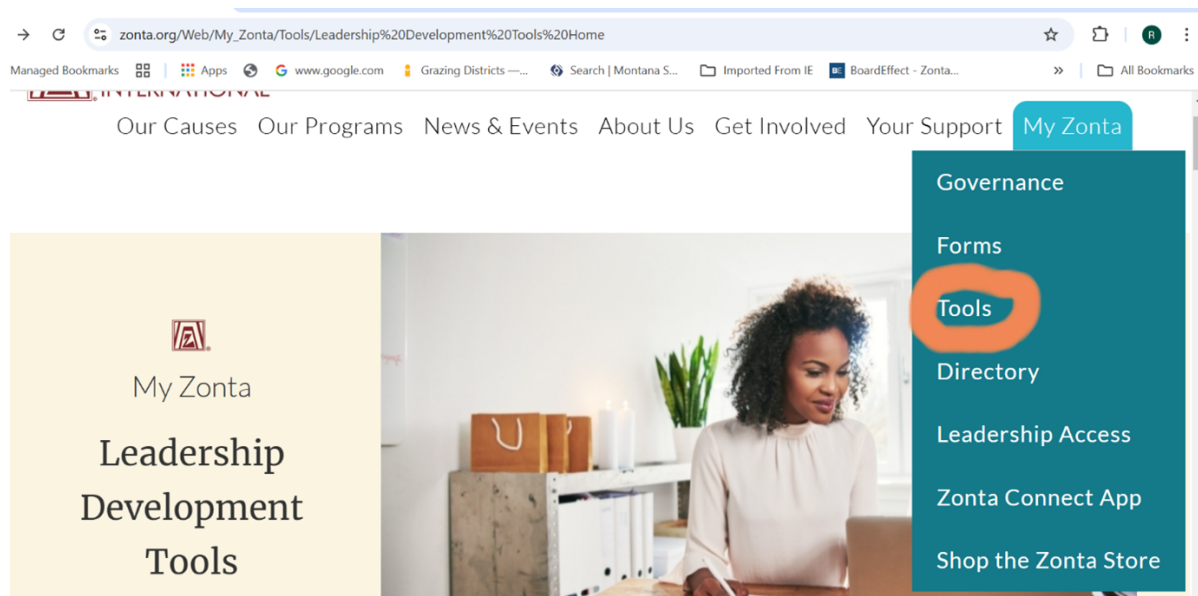 zonta.org/Web/My_Zonta/Tools/Leadership%20Development%20Tools%20Home
R
Managed Bookmarks Apps www.google.com Grazing Districts —... Search | Montana S... Imported From IE BoardEffect - Zonta... » All Bookmarks
INTERNATIONAL
Our Causes Our Programs News & Events About Us Get Involved Your Support My Zonta
Governance
Forms
Tools
Directory
Leadership Access
Zonta Connect App
Shop the Zonta Store
My Zonta
Leadership
Development
Tools